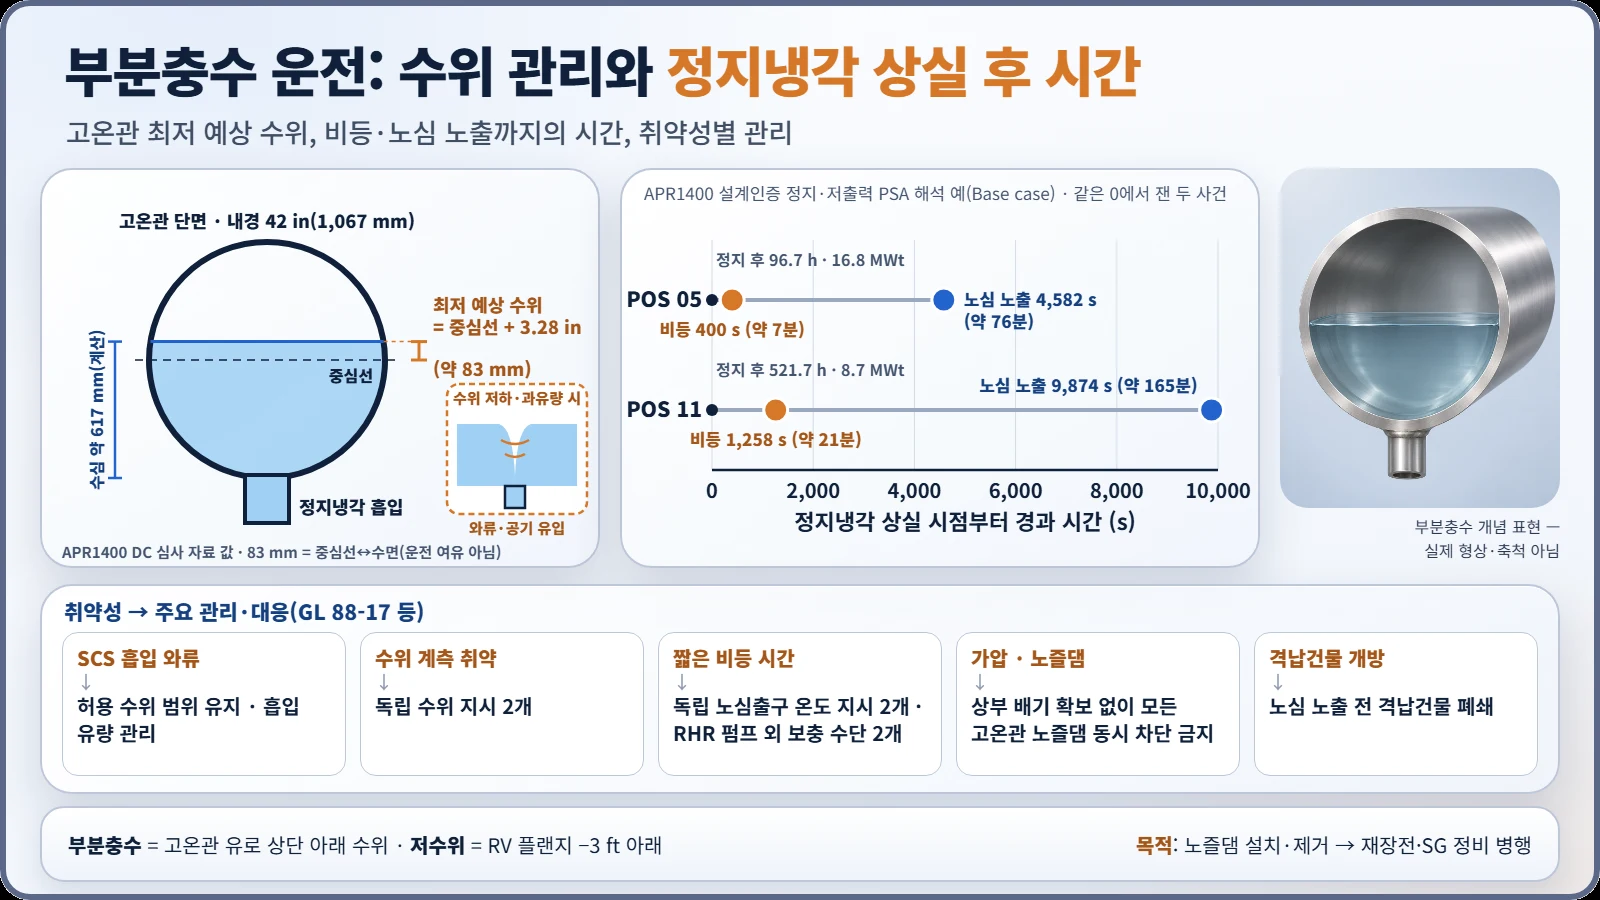 부분충수 운전: 수위 관리와 정지냉각 상실 후 시간
고온관 최저 예상 수위, 비등·노심 노출까지의 시간, 취약성별 관리
고온관 단면 · 내경 42 in(1,067 mm)
최저 예상 수위
= 중심선 + 3.28 in
(약 83 mm)
중심선
수심 약 617 mm(계산)
수위 저하·과유량 시
와류·공기 유입
정지냉각 흡입
APR1400 DC 심사 자료 값 · 83 mm = 중심선↔수면(운전 여유 아님)
APR1400 설계인증 정지·저출력 PSA 해석 예(Base case) · 같은 0에서 잰 두 사건
정지 후 96.7 h · 16.8 MWt
POS 05
노심 노출 4,582 s
(약 76분)
비등 400 s (약 7분)
정지 후 521.7 h · 8.7 MWt
노심 노출 9,874 s (약 165분)
POS 11
비등 1,258 s (약 21분)
0 2,000 4,000 6,000 8,000 10,000
정지냉각 상실 시점부터 경과 시간 (s)
부분충수 개념 표현 —
실제 형상·축척 아님
취약성 → 주요 관리·대응(GL 88-17 등)
SCS 흡입 와류
↓
허용 수위 범위 유지 · 흡입
유량 관리
수위 계측 취약
↓
독립 수위 지시 2개
짧은 비등 시간
↓
독립 노심출구 온도 지시 2개 ·
RHR 펌프 외 보충 수단 2개
가압 · 노즐댐
↓
상부 배기 확보 없이 모든
고온관 노즐댐 동시 차단 금지
격납건물 개방
↓
노심 노출 전 격납건물 폐쇄
부분충수 = 고온관 유로 상단 아래 수위 · 저수위 = RV 플랜지 −3 ft 아래
목적: 노즐댐 설치·제거 → 재장전·SG 정비 병행